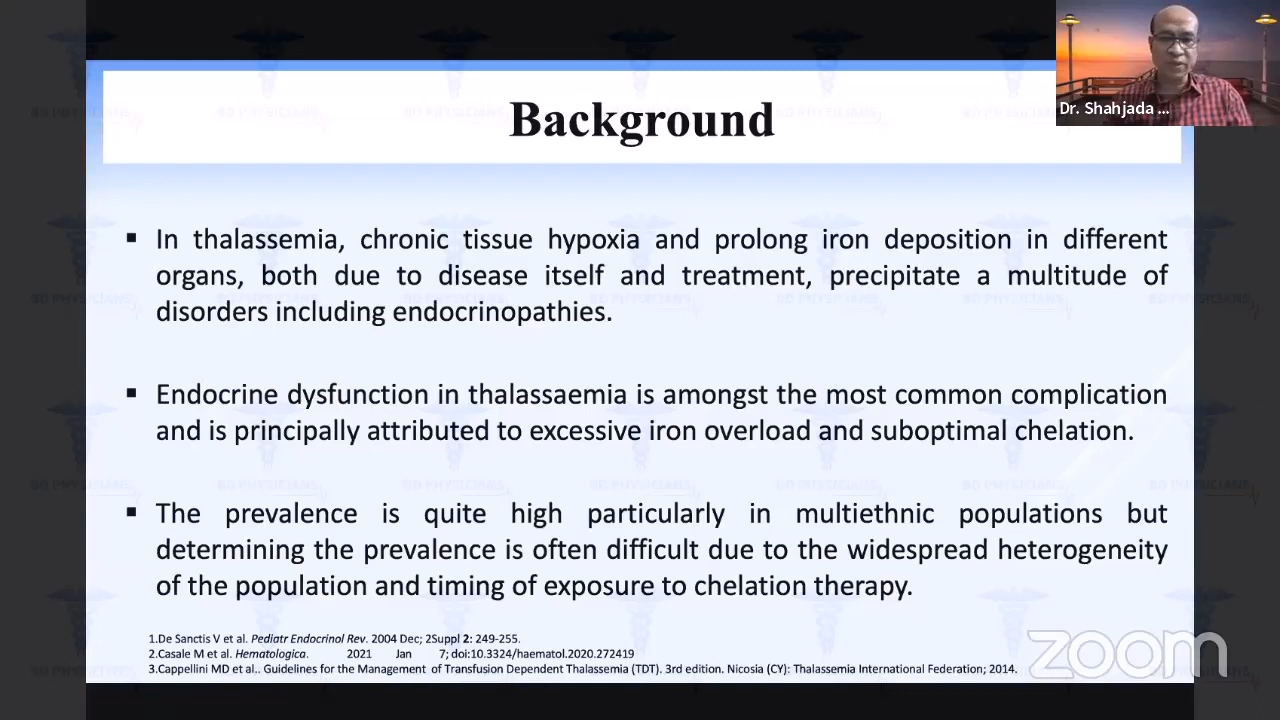 Background
Dr. Shahjada ...
▪ In thalassemia, chronic tissue hypoxia and prolong iron deposition in different
organs, both due to disease itself and treatment, precipitate a multitude of
disorders including endocrinopathies.
▪ Endocrine dysfunction in thalassaemia is amongst the most common complication
and is principally attributed to excessive iron overload and suboptimal chelation.
▪ The prevalence is quite high particularly in multiethnic populations but
determining the prevalence is often difficult due to the widespread heterogeneity
of the population and timing of exposure to chelation therapy.
1.De Sanctis V et al. Pediatr Endocrinol Rev. 2004 Dec; 2Suppl 2: 249-255.
2.Casale M et al. Hematologica. 2021 Jan 7; doi:10.3324/haematol.2020.272419
3.Cappellini MD et al.. Guidelines for the Management of Transfusion Dependent Thalassemia (TDT). 3rd edition. Nicosia (CY): Thalassemia International Federation; 2014.
zoom
BD PHYSICIANS